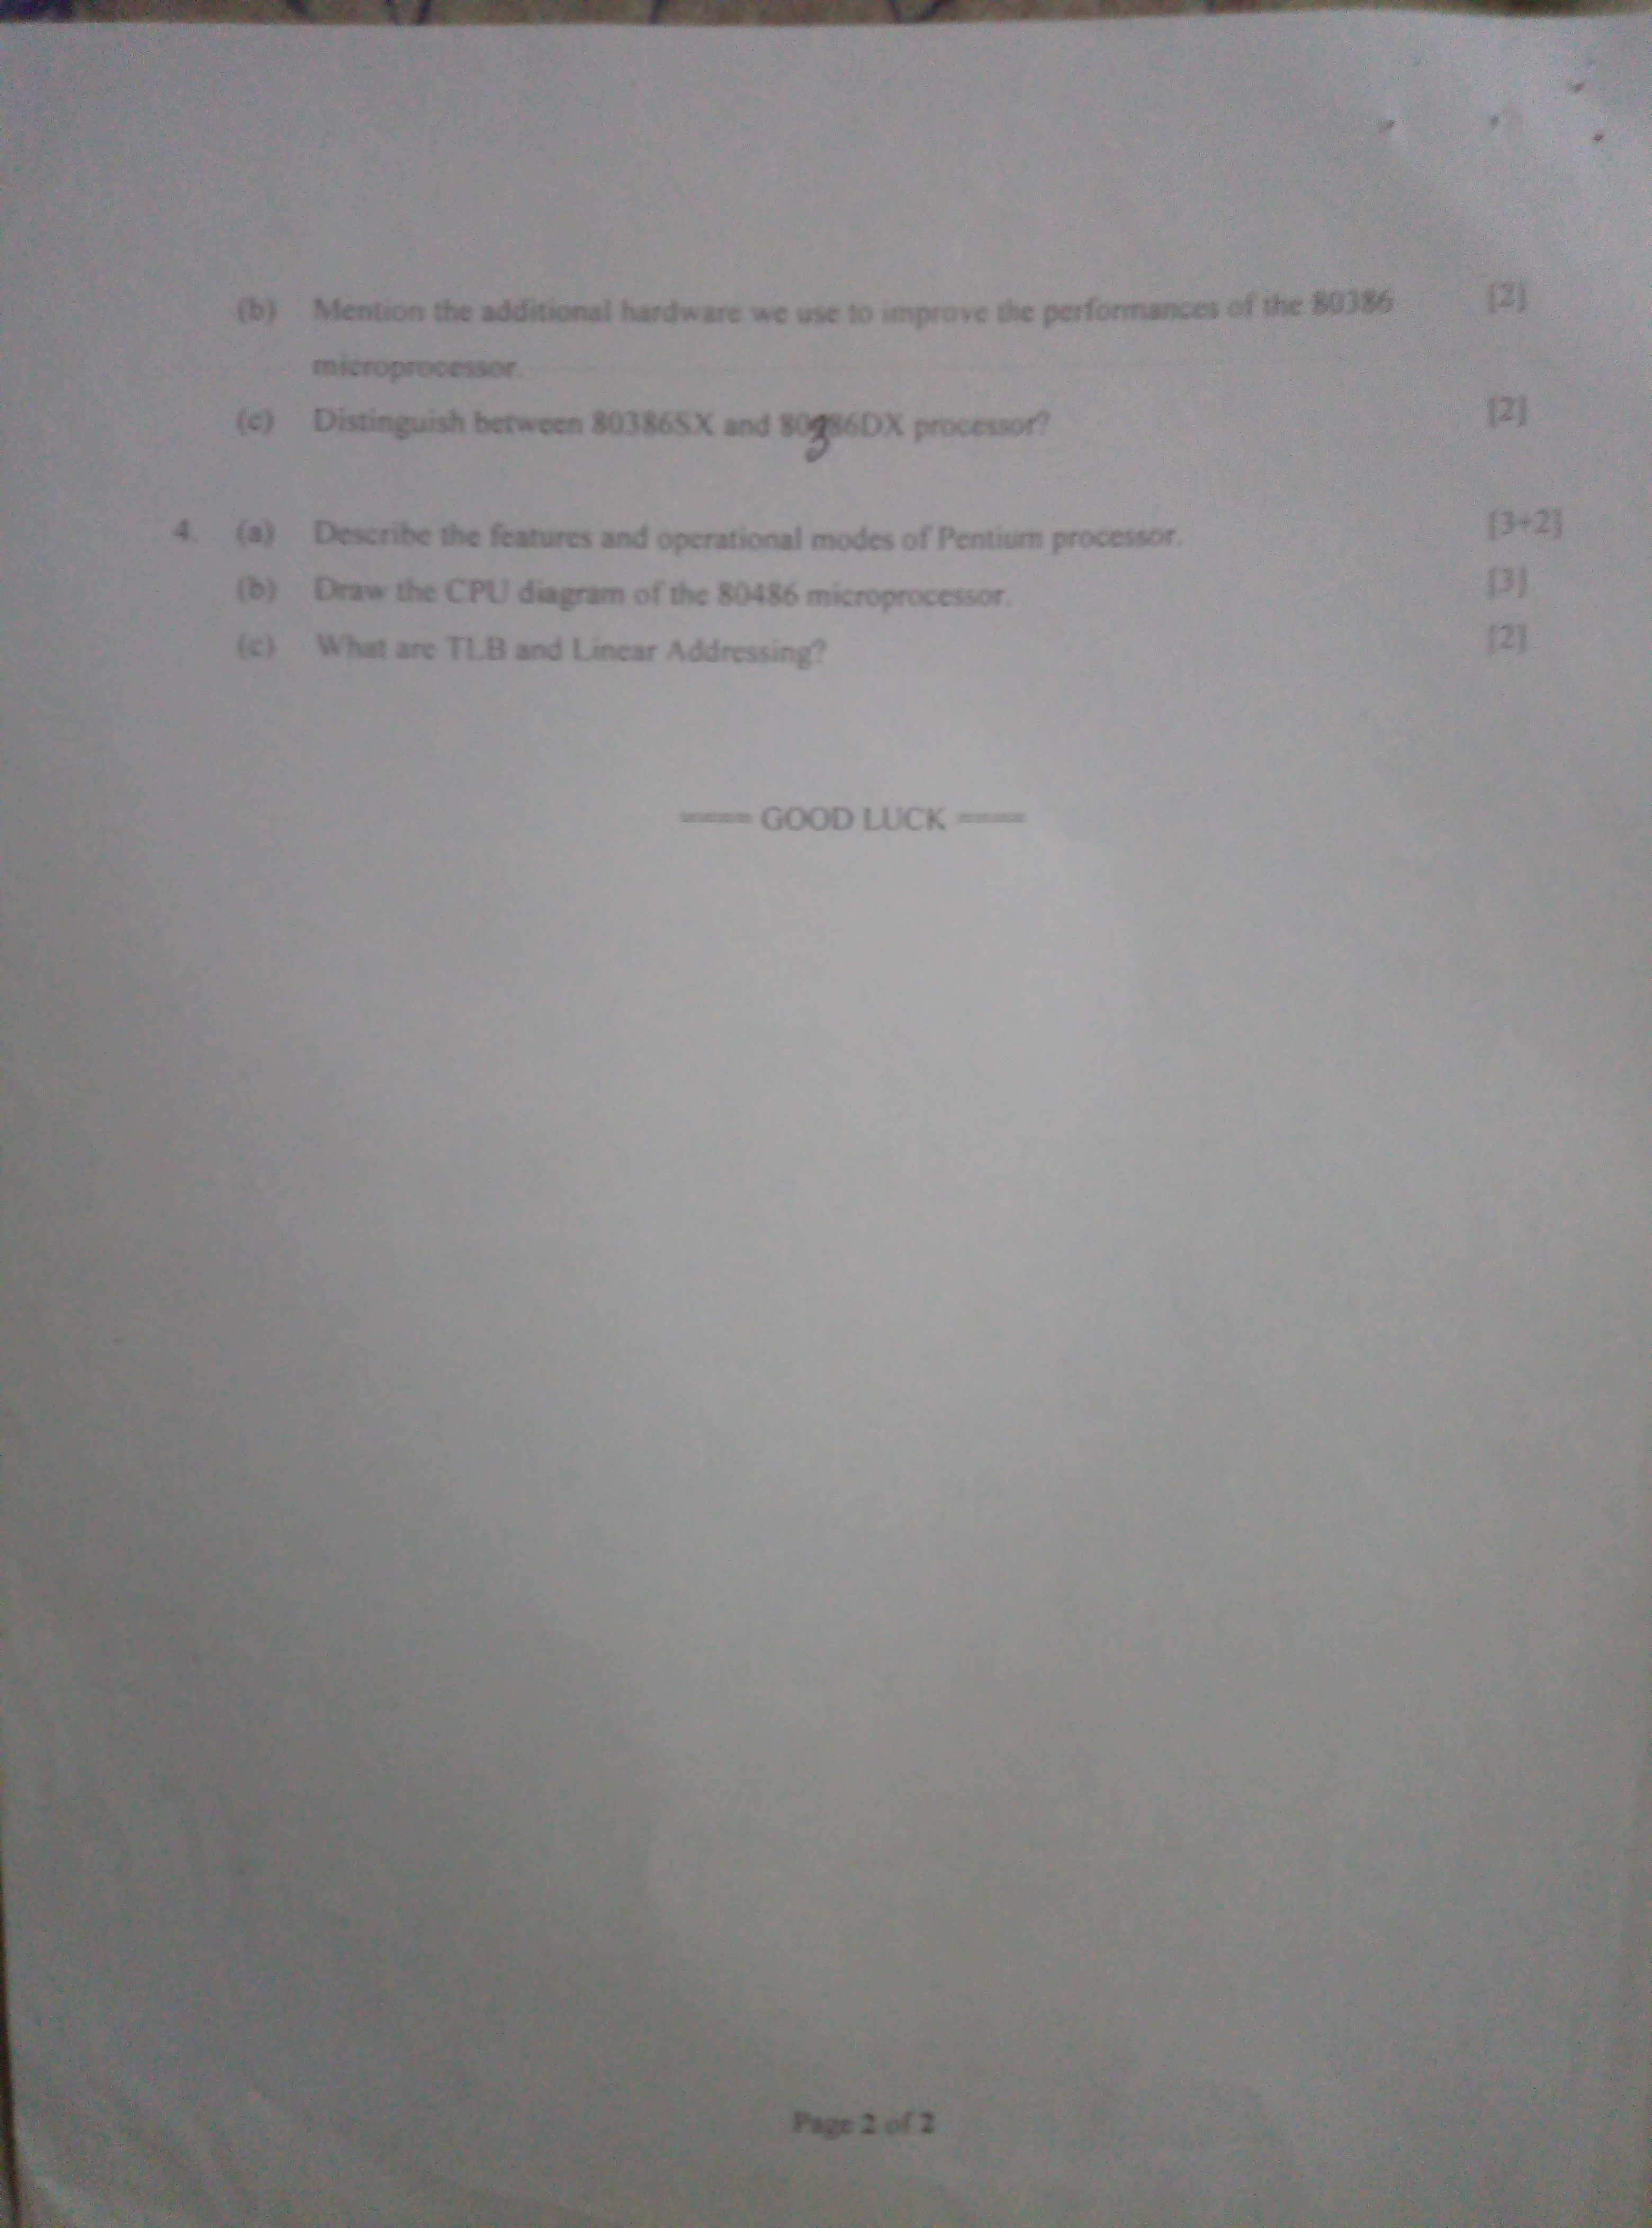 (b) Mention the additional hardware we use to improve the performances of the 80386 [2]
microprocessor.
(c) Distinguish between 80386SX and 80386DX processor? [2]
4. (a) Describe the features and operational modes of Pentium processor. [3+2]
(b) Draw the CPU diagram of the 80486 microprocessor. [3]
(c) What are TLB and Linear Addressing? [2]
==== GOOD LUCK ====
Page 2 of 2